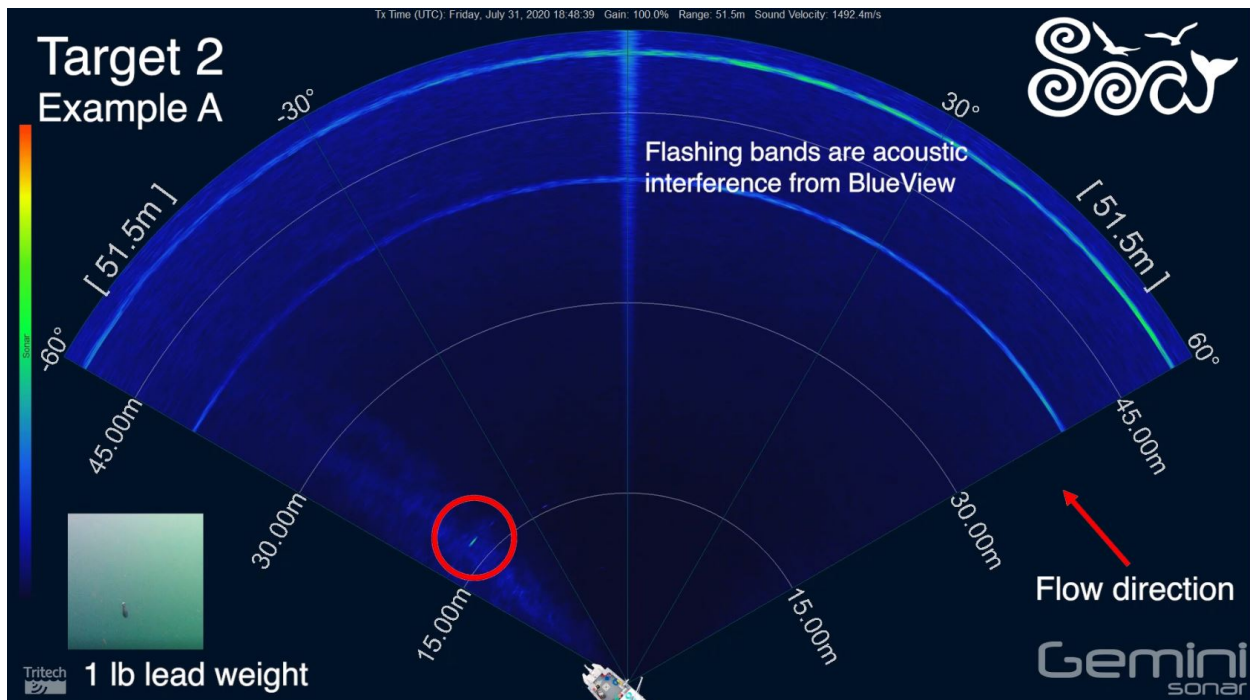 Tx Time (UTC): Friday, July 31, 2020 18:48:39 Gain: 100.0% Range: 51.5m Sound Velocity: 1492.4m/s
Target 2
Example A
Soar
-30°
30°
Flashing bands are acoustic
interference from BlueView
[ 51.5m ]
[ 51.5m ]
Sonar
-60°
60°
45.00m
45.00m
30.00m
30.00m
15.00m
15.00m
Flow direction
Tritech
1 lb lead weight
Gemini
sonar